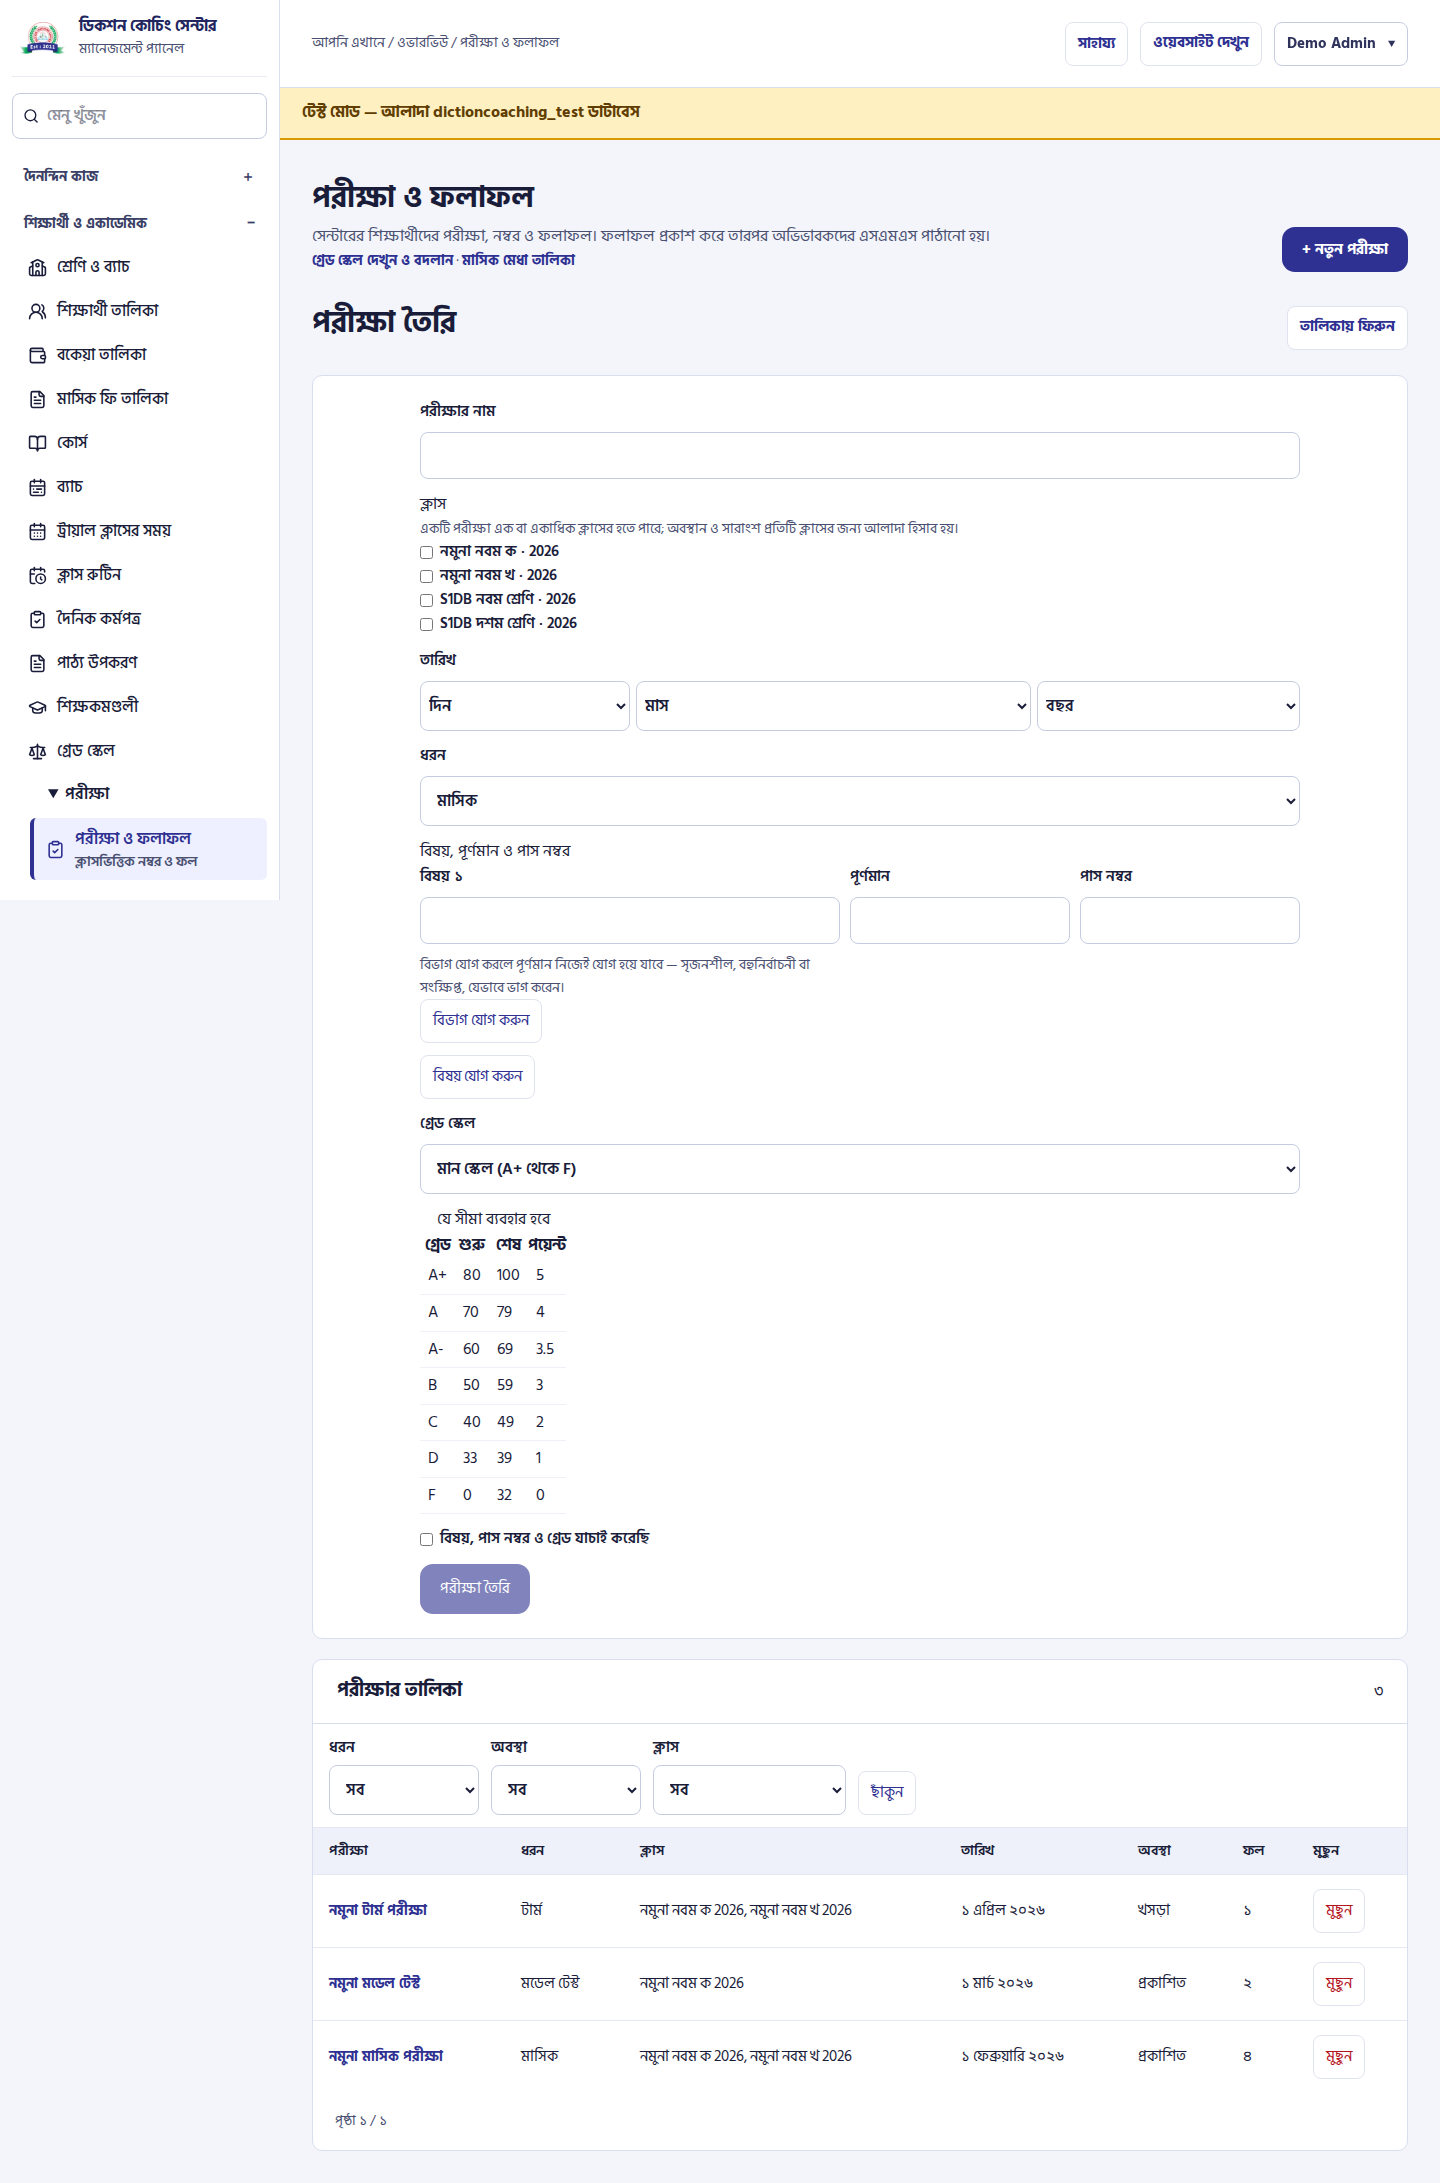 ডিকশন কোচিং সেন্টার
ম্যানেজমেন্ট প্যানেল
Est : 2011
মেনু খুঁজুন
দৈনন্দিন কাজ +
শিক্ষার্থী ও একাডেমিক −
শ্রেণি ও ব্যাচ
শিক্ষার্থী তালিকা
বকেয়া তালিকা
মাসিক ফি তালিকা
কোর্স
ব্যাচ
ট্রায়াল ক্লাসের সময়
ক্লাস রুটিন
দৈনিক কর্মপত্র
পাঠ্য উপকরণ
শিক্ষকমণ্ডলী
গ্রেড স্কেল
▼ পরীক্ষা
পরীক্ষা ও ফলাফল
ক্লাসভিত্তিক নম্বর ও ফল
আপনি এখানে / ওভারভিউ / পরীক্ষা ও ফলাফল
সাহায্য
ওয়েবসাইট দেখুন
Demo Admin ▾
টেস্ট মোড — আলাদা dictioncoaching_test ডাটাবেস
পরীক্ষা ও ফলাফল
সেন্টারের শিক্ষার্থীদের পরীক্ষা, নম্বর ও ফলাফল। ফলাফল প্রকাশ করে তারপর অভিভাবকদের এসএমএস পাঠানো হয়।
গ্রেড স্কেল দেখুন ও বদলান · মাসিক মেধা তালিকা
+ নতুন পরীক্ষা
পরীক্ষা তৈরি
তালিকায় ফিরুন
পরীক্ষার নাম
ক্লাস
একটি পরীক্ষা এক বা একাধিক ক্লাসের হতে পারে; অবস্থান ও সারাংশ প্রতিটি ক্লাসের জন্য আলাদা হিসাব হয়।
নমুনা নবম ক · 2026
নমুনা নবম খ · 2026
S1DB নবম শ্রেণি · 2026
S1DB দশম শ্রেণি · 2026
তারিখ
দিন মাস বছর
ধরন
মাসিক
বিষয়, পূর্ণমান ও পাস নম্বর
বিষয় ১ পূর্ণমান পাস নম্বর
বিভাগ যোগ করলে পূর্ণমান নিজেই যোগ হয়ে যাবে — সৃজনশীল, বহুনির্বাচনী বা
সংক্ষিপ্ত, যেভাবে ভাগ করেন।
বিভাগ যোগ করুন
বিষয় যোগ করুন
গ্রেড স্কেল
মান স্কেল (A+ থেকে F)
যে সীমা ব্যবহার হবে
গ্রেড শুরু শেষ পয়েন্ট
A+ 80 100 5
A 70 79 4
A- 60 69 3.5
B 50 59 3
C 40 49 2
D 33 39 1
F 0 32 0
বিষয়, পাস নম্বর ও গ্রেড যাচাই করেছি
পরীক্ষা তৈরি
পরীক্ষার তালিকা ৩
ধরন অবস্থা ক্লাস
সব সব সব ছাঁকুন
পরীক্ষা ধরন ক্লাস তারিখ অবস্থা ফল মুছুন
নমুনা টার্ম পরীক্ষা টার্ম নমুনা নবম ক 2026, নমুনা নবম খ 2026 ১ এপ্রিল ২০২৬ খসড়া ১ মুছুন
নমুনা মডেল টেস্ট মডেল টেস্ট নমুনা নবম ক 2026 ১ মার্চ ২০২৬ প্রকাশিত ২ মুছুন
নমুনা মাসিক পরীক্ষা মাসিক নমুনা নবম ক 2026, নমুনা নবম খ 2026 ১ ফেব্রুয়ারি ২০২৬ প্রকাশিত ৪ মুছুন
পৃষ্ঠা ১ / ১